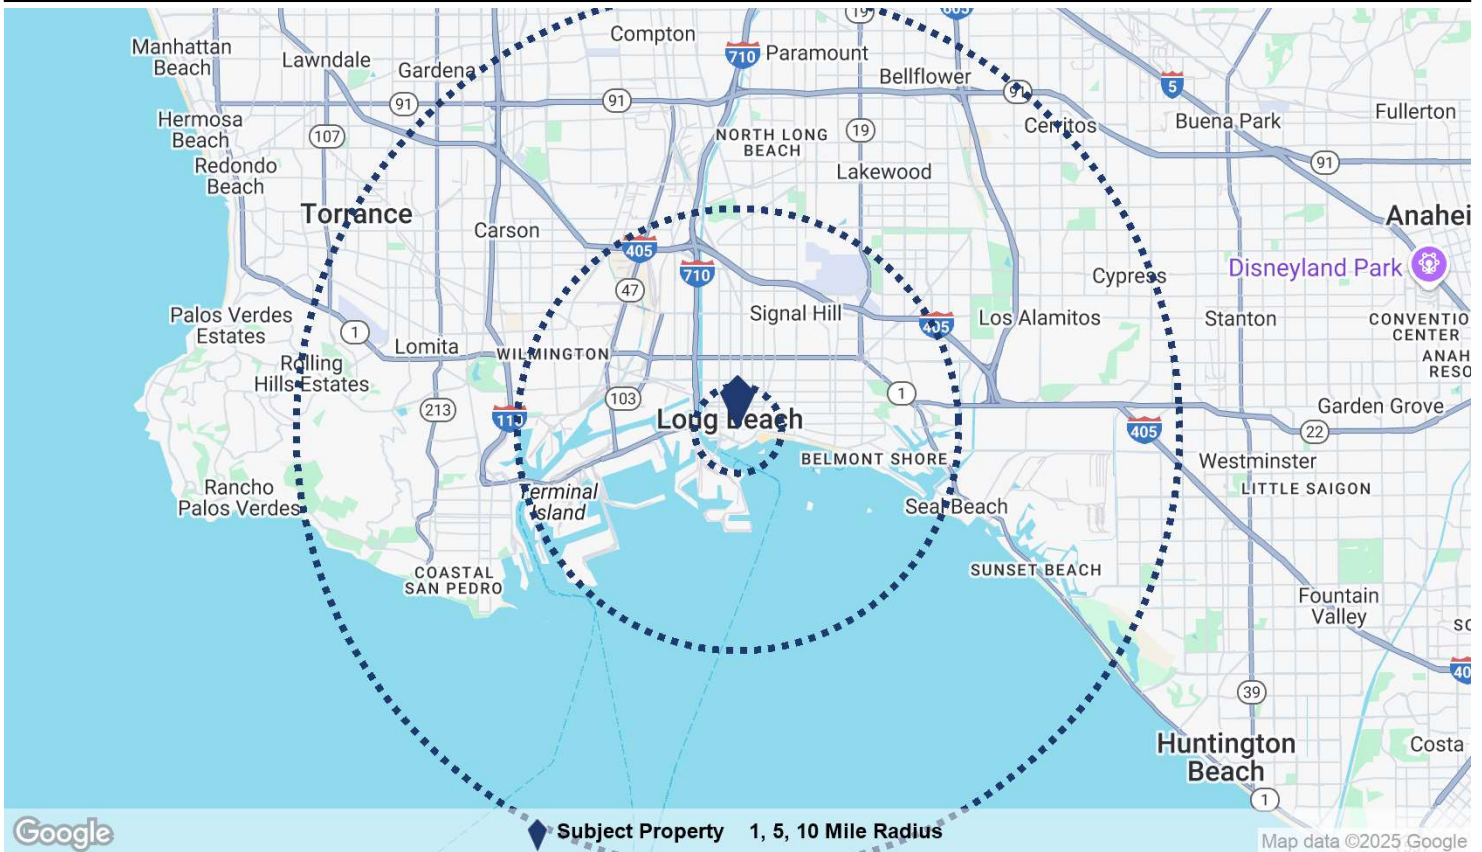 19
605
Compton
Manhattan
Beach
Lawndale
710
Paramount
Gardena
Bellflower
5
91
91
91
Fullerton
Hermosa
Beach
107
NORTH LONG
BEACH
19
Cerritos
Buena Park
91
Redondo
Beach
Lakewood
Torrance
Anahei
Carson
405
710
Cypress
Disneyland Park
47
Palos Verdes
Estates
1
Signal Hill
405
Los Alamitos
Stanton
CONVENTIO
CENTER
Lomita
WILMINGTON
ANAH
RESO
Rolling
Hills Estates
103
1
213
110
Long Beach
Garden Grove
405
22
BELMONT SHORE
Westminster
LITTLE SAIGON
Rancho
Palos Verdes
Terminal
Island
Seal Beach
COASTAL
SAN PEDRO
SUNSET BEACH
Fountain
Valley
SO
40
39
Huntington
Beach
Costa
1
Google
Subject Property 1, 5, 10 Mile Radius
Map data ©2025 Google